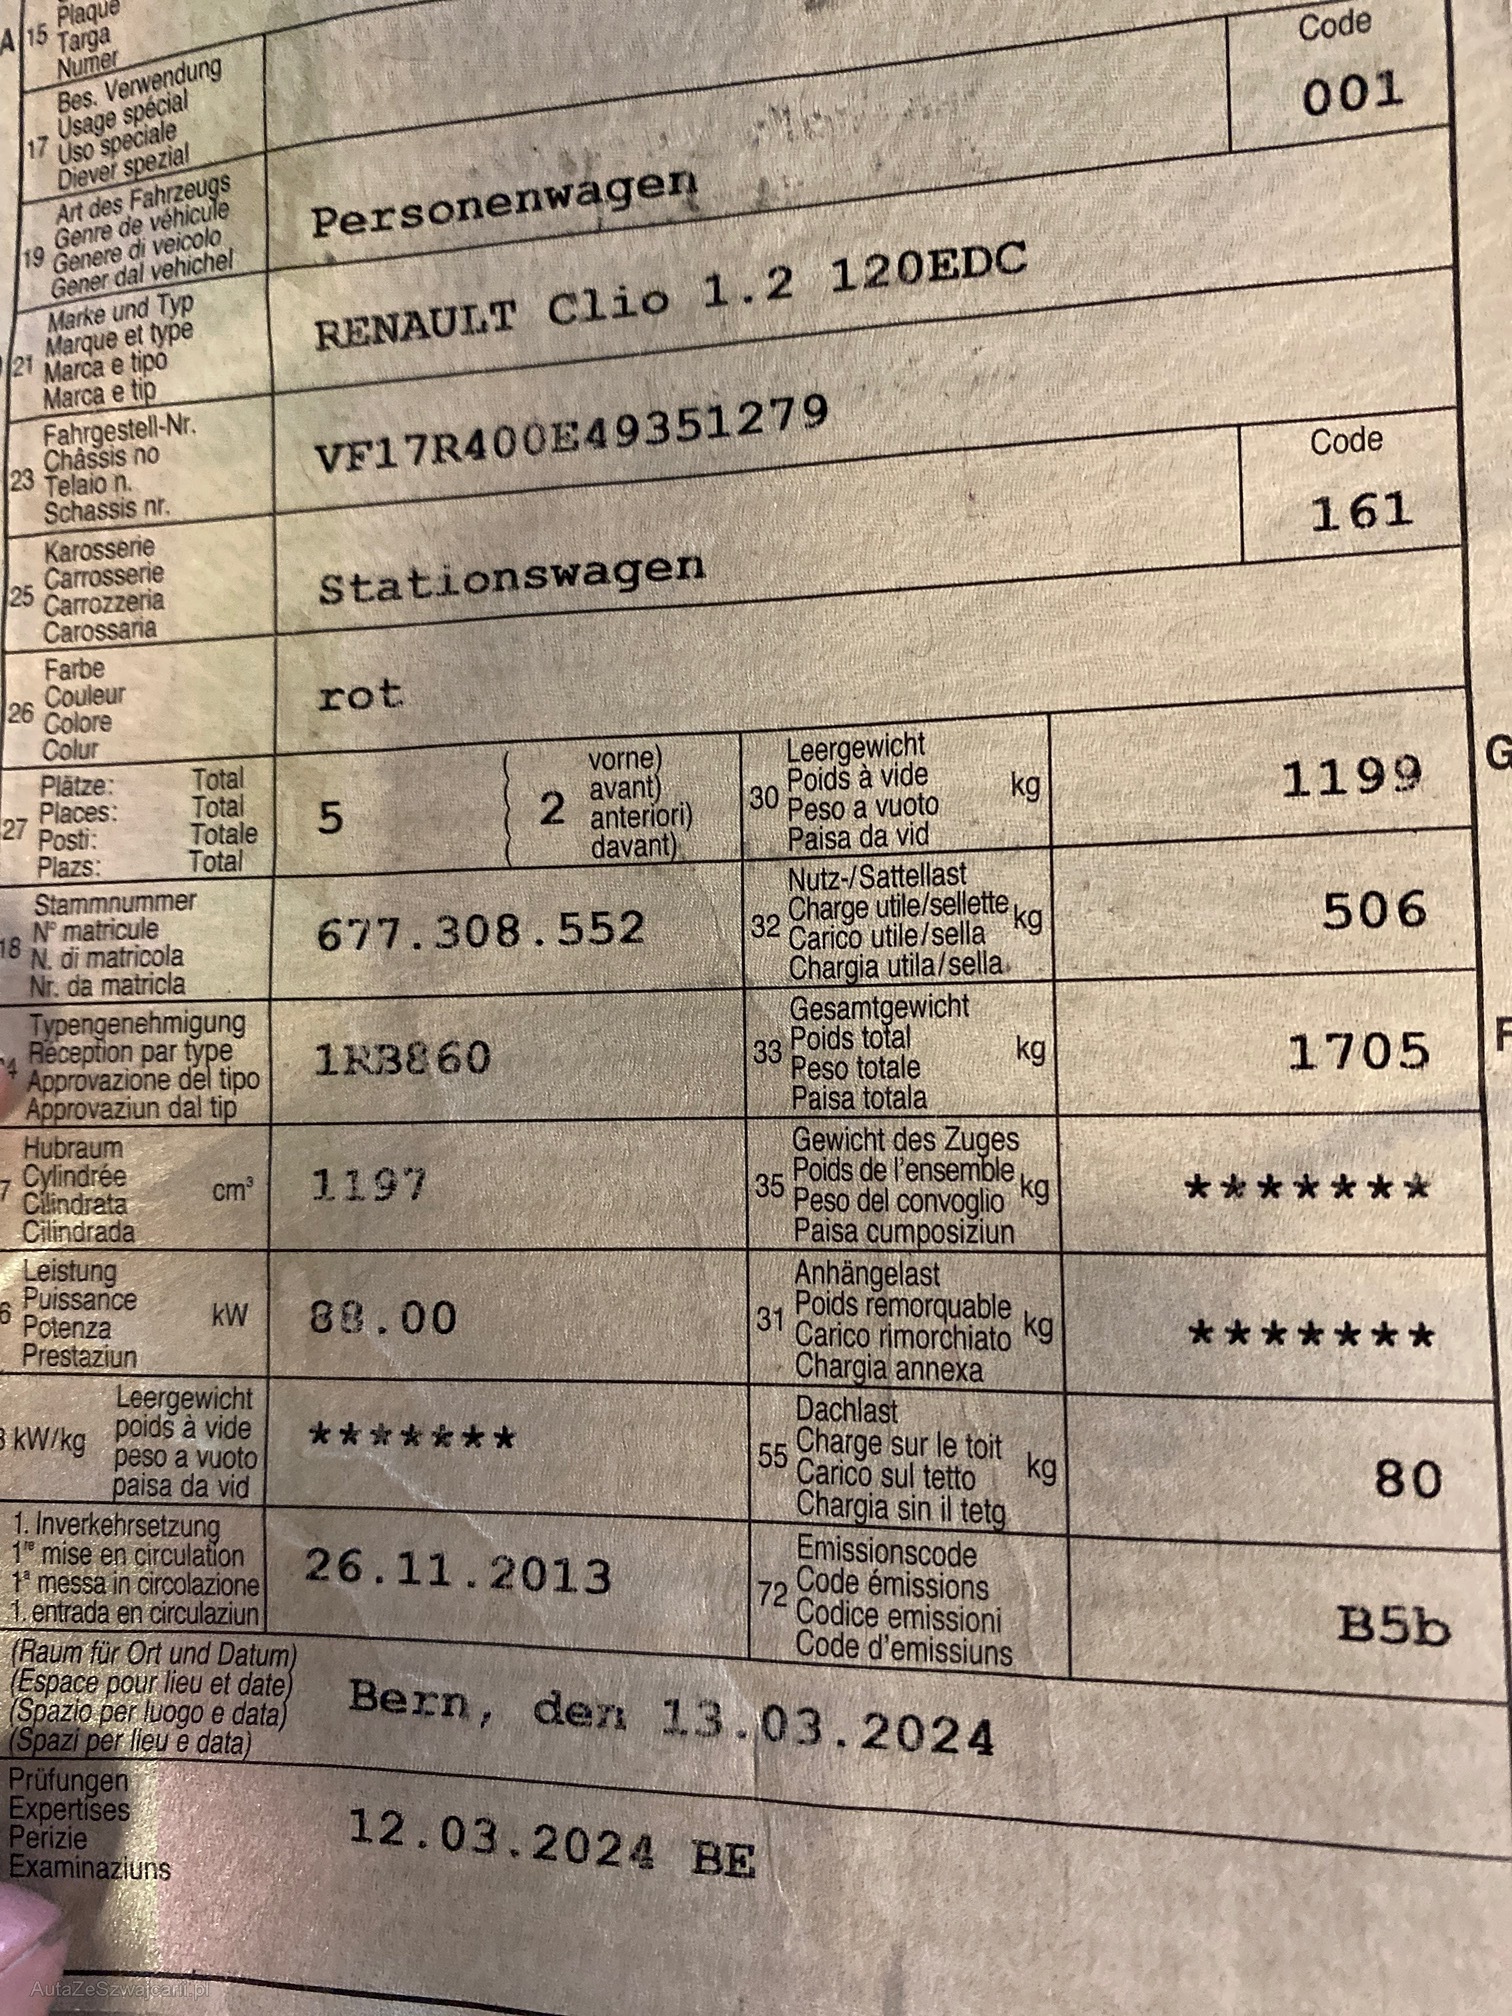 Plaque
A 15 Targa
Numer
Bes. Verwendung
Usage spécial
17 Uso speciale
Diever spezial
Code
001
Art des Fahrzeugs
Genre de véhicule
19 Genere di veicolo
Gener dal vehichel
Personenwagen
Marke und Typ
Marque et type
21 Marca e tipo
Marca e tip
RENAULT Clio 1.2 120EDC
Fahrgestell-Nr.
Châssis no
23 Telaio n.
Schassis nr.
VF17R400E49351279
Karosserie
Carrosserie
25 Carrozzeria
Carossaria
Stationswagen
Code
161
Farbe
Couleur
26 Colore
Colur
rot
Plätze: Total
Places: Total
27 Posti: Totale
Plazs: Total
5 ( 2 vorne)
avant)
anteriori)
davant)
Leergewicht
Poids à vide kg
30 Peso a vuoto
Paisa da vid
1199
G
Stammnummer
N° matricule
18 N. di matricola
Nr. da matricla
677.308.552
Nutz-/Sattellast
Charge utile/sellette kg
32 Carico utile/sella
Chargia utila/sella
506
Typengenehmigung
Réception par type
4 Approvazione del tipo
Approvaziun dal tip
1RB860
Gesamtgewicht
Poids total kg
33 Peso totale
Paisa totala
1705
F
Hubraum
Cylindrée
7 Cilindrata cm³
Cilindrada
1197
Gewicht des Zuges
Poids de l'ensemble kg
35 Peso del convoglio
Paisa cumposiziun
*******
Leistung
Puissance
6 Potenza kW
Prestaziun
88.00
Anhängelast
Poids remorquable kg
31 Carico rimorchiato
Chargia annexa
*******
Leergewicht
poids à vide
3 kW/kg peso a vuoto
paisa da vid
*******
Dachlast
Charge sur le toit kg
55 Carico sul tetto
Chargia sin il tetg
80
1. Inverkehrsetzung
1re mise en circulation
1a messa in circolazione
1. entrada en circulaziun
26.11.2013
Emissionscode
Code émissions
72 Codice emissioni
Code d'emissiuns
B5b
(Raum für Ort und Datum)
(Espace pour lieu et date)
(Spazio per luogo e data)
(Spazi per lieu e data)
Bern, den 13.03.2024
Prüfungen
Expertises
Perizie
Examinaziuns
12.03.2024 BE
AutaZeSzwajcarii.pl